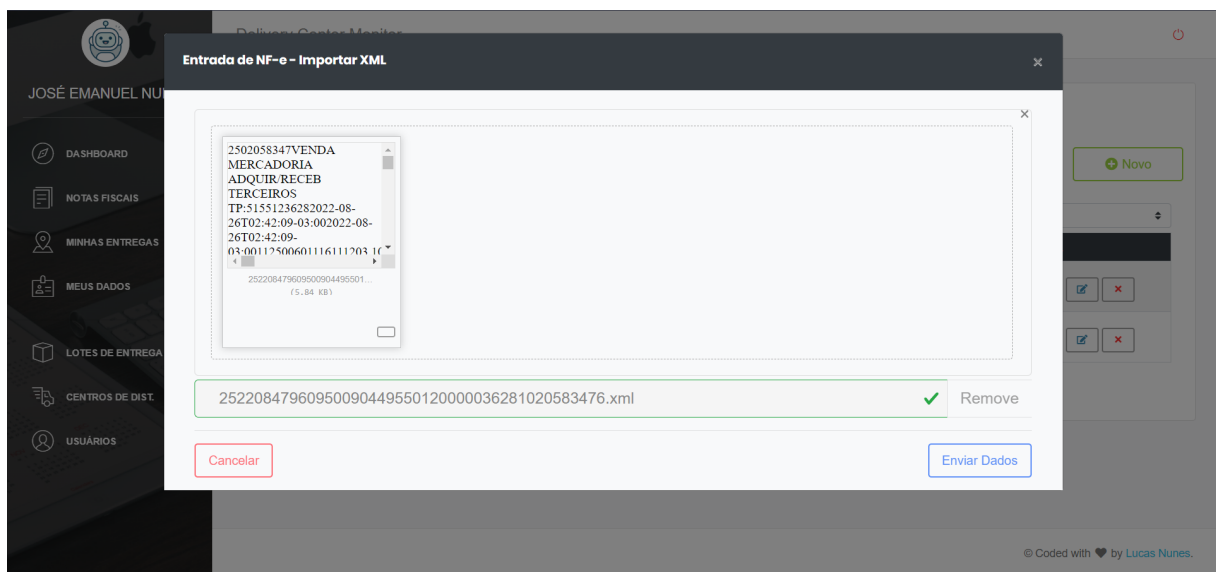 Delivery Center Monitor
Entrada de NF-e - Importar XML
×
JOSÉ EMANUEL
DASHBOARD
NOTAS FISCAIS
MINHAS ENTREGAS
MEUS DADOS
LOTES DE ENTREGA
CENTROS DE DIST.
USUÁRIOS
×
2502058347VENDA
MERCADORIA
ADQUIR/RECEB
TERCEIROS
TP:51551236282022-08-
26T02:42:09-03:002022-08-
26T02:42:09-
03:00112500601116111203.10
252208479609500904495501...
(5.84 KB)
25220847960950090449550120000036281020583476.xml
Remove
Cancelar
Enviar Dados
Novo
© Coded with ♥ by Lucas Nunes.